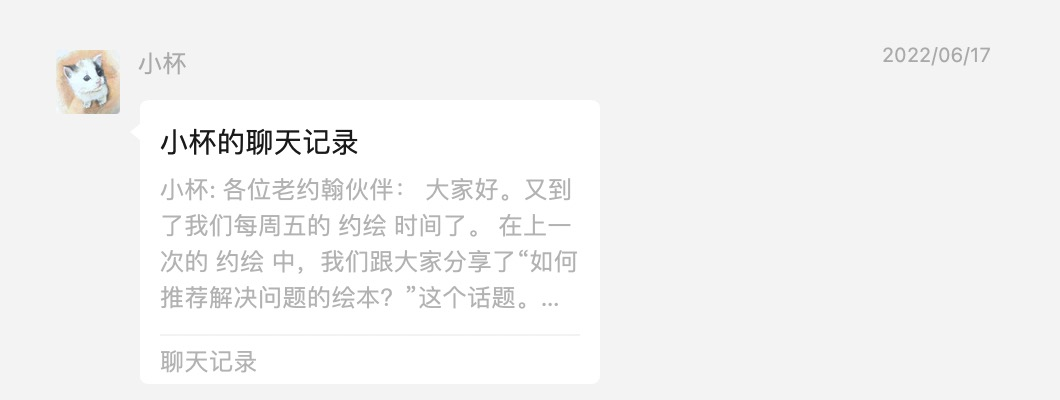 小杯
2022/06/17
小杯的聊天记录
小杯: 各位老约翰伙伴： 大家好。又到
了我们每周五的 约绘 时间了。 在上一
次的 约绘 中，我们跟大家分享了“如何
推荐解决问题的绘本？”这个话题。...
聊天记录